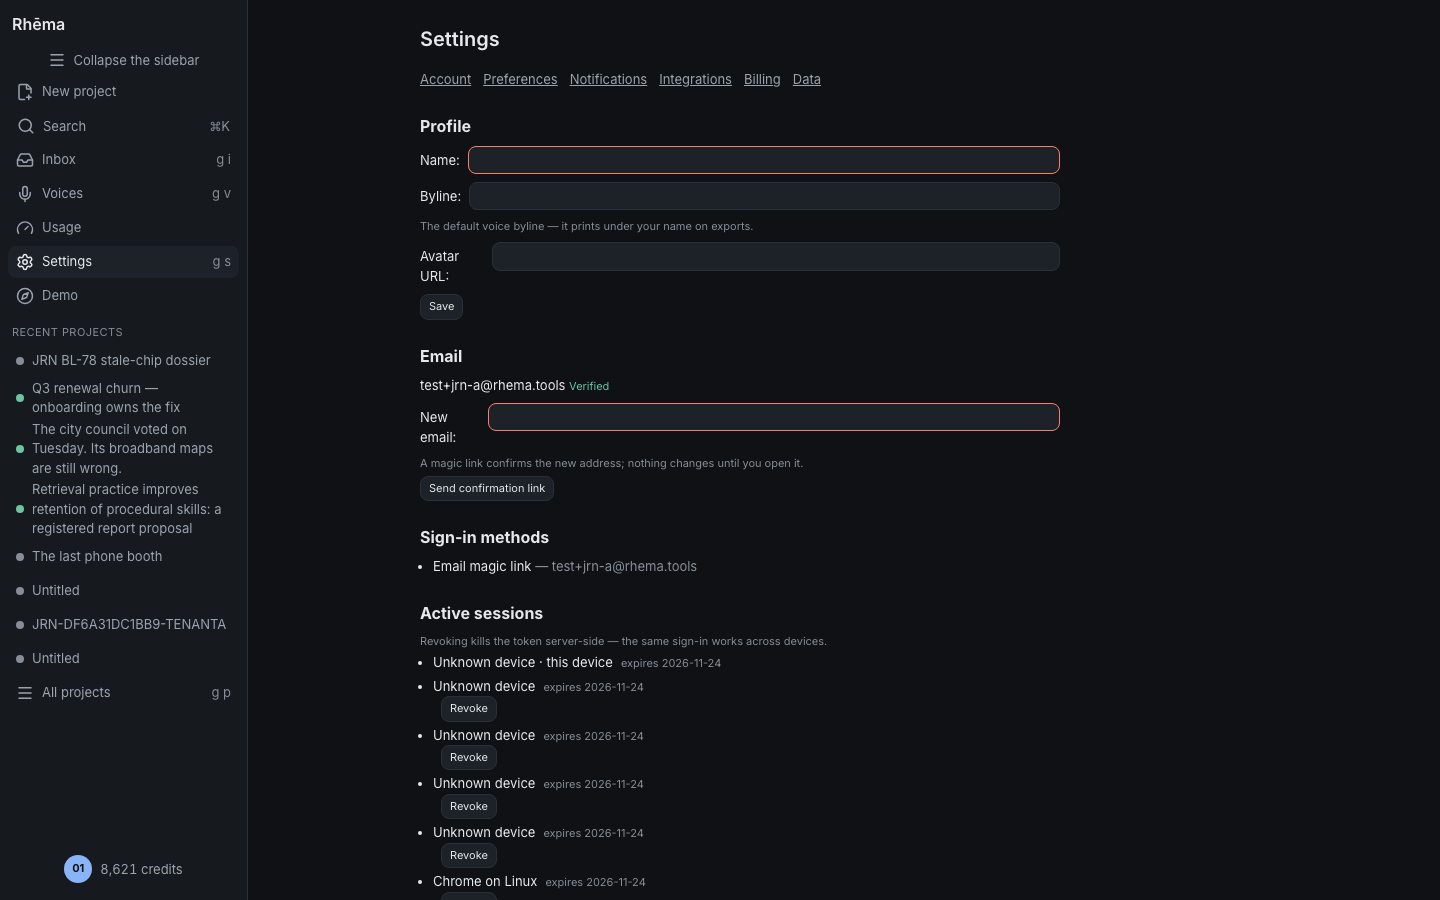 Rhēma
Collapse the sidebar
New project
Search ⌘K
Inbox g i
Voices g v
Usage
Settings g s
Demo
RECENT PROJECTS
JRN BL-78 stale-chip dossier
Q3 renewal churn —
onboarding owns the fix
The city council voted on
Tuesday. Its broadband maps
are still wrong.
Retrieval practice improves
retention of procedural skills: a
registered report proposal
The last phone booth
Untitled
JRN-DF6A31DC1BB9-TENANTA
Untitled
All projects g p
01 8,621 credits
Settings
Account Preferences Notifications Integrations Billing Data
Profile
Name:
Byline:
The default voice byline — it prints under your name on exports.
Avatar
URL:
Save
Email
test+jrn-a@rhema.tools Verified
New
email:
A magic link confirms the new address; nothing changes until you open it.
Send confirmation link
Sign-in methods
• Email magic link — test+jrn-a@rhema.tools
Active sessions
Revoking kills the token server-side — the same sign-in works across devices.
• Unknown device · this device expires 2026-11-24
• Unknown device expires 2026-11-24
Revoke
• Unknown device expires 2026-11-24
Revoke
• Unknown device expires 2026-11-24
Revoke
• Unknown device expires 2026-11-24
Revoke
• Chrome on Linux expires 2026-11-24